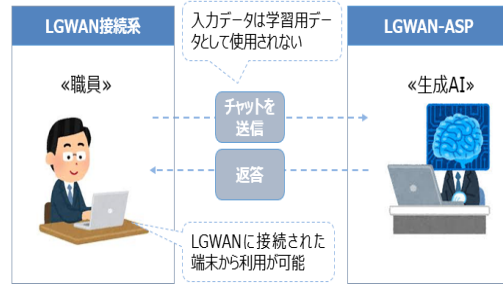 LGWAN接続系
入力データは学習用デー
タとして使用されない
LGWAN-ASP
≪職員≫
≪生成AI≫
チャットを
送信
返答
LGWANに接続された
端末から利用が可能